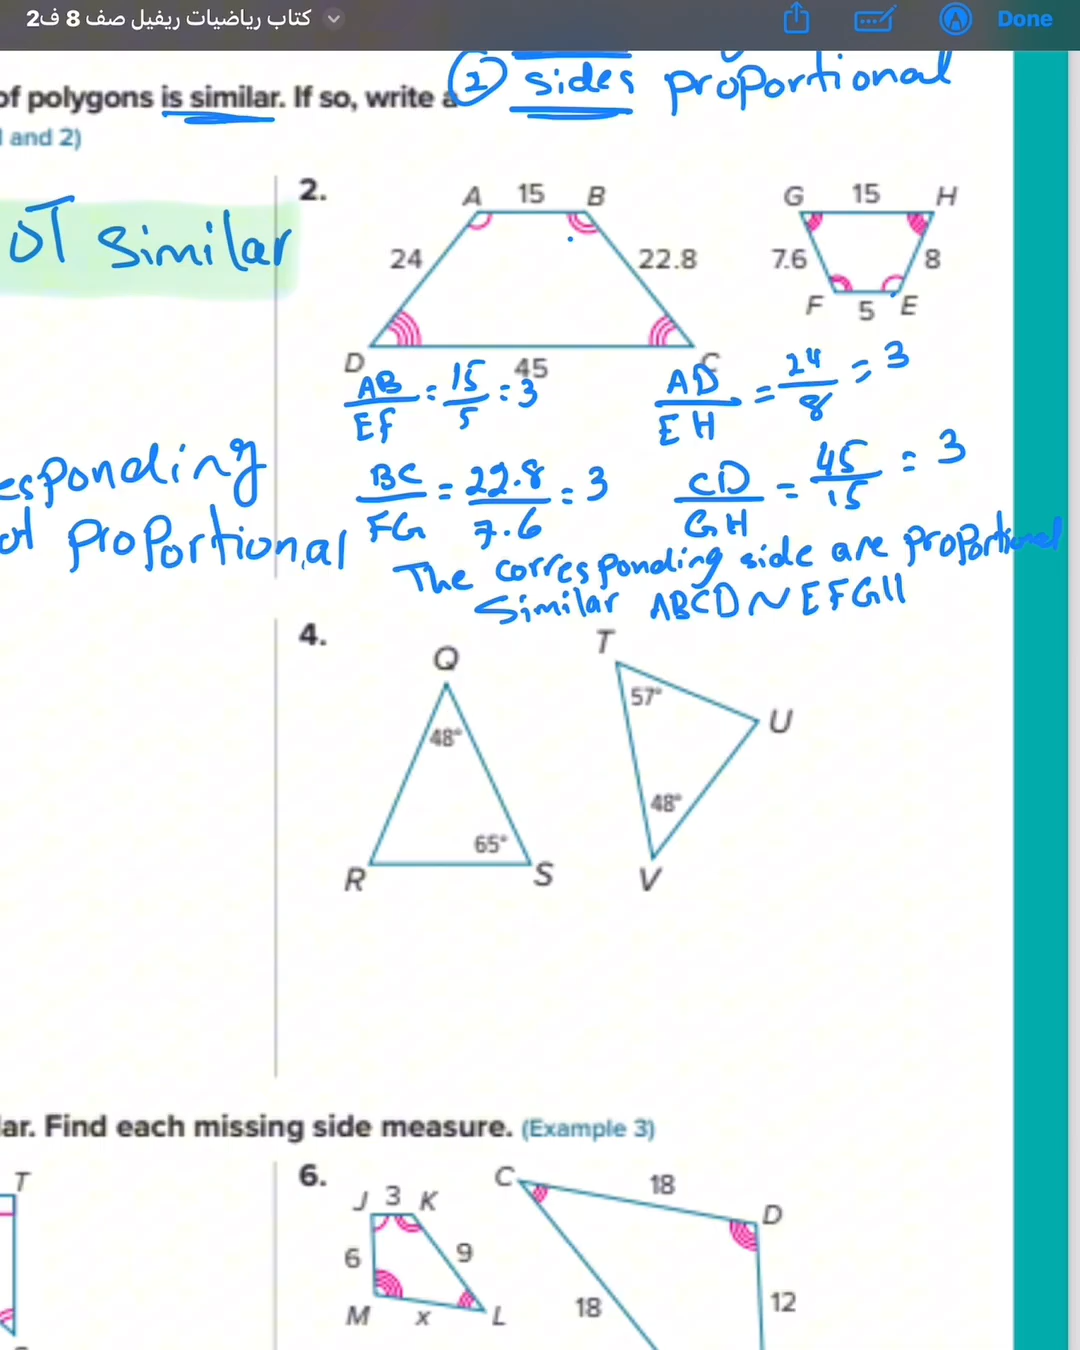 كتاب رياضيات ريفيل صف 8 ف2
Done
② sides proportional
of polygons is similar. If so, write a
and 2)
OT Similar
2.
A 15 B
24 22.8
D 45 C
G 15 H
7.6 8
F 5 E
AB/EF = 15/5 = 3
AD/EH = 24/8 = 3
BC/FG = 22.8/7.6 = 3
CD/GH = 45/15 = 3
esponding
ot proportional
The corresponding side are proportional
Similar ABCD ~ EFGH
4.
Q
48°
65°
R S
T
57°
U
48°
V
lar. Find each missing side measure. (Example 3)
T
6.
J 3 K
6 9
M x L
C 18 D
18 12